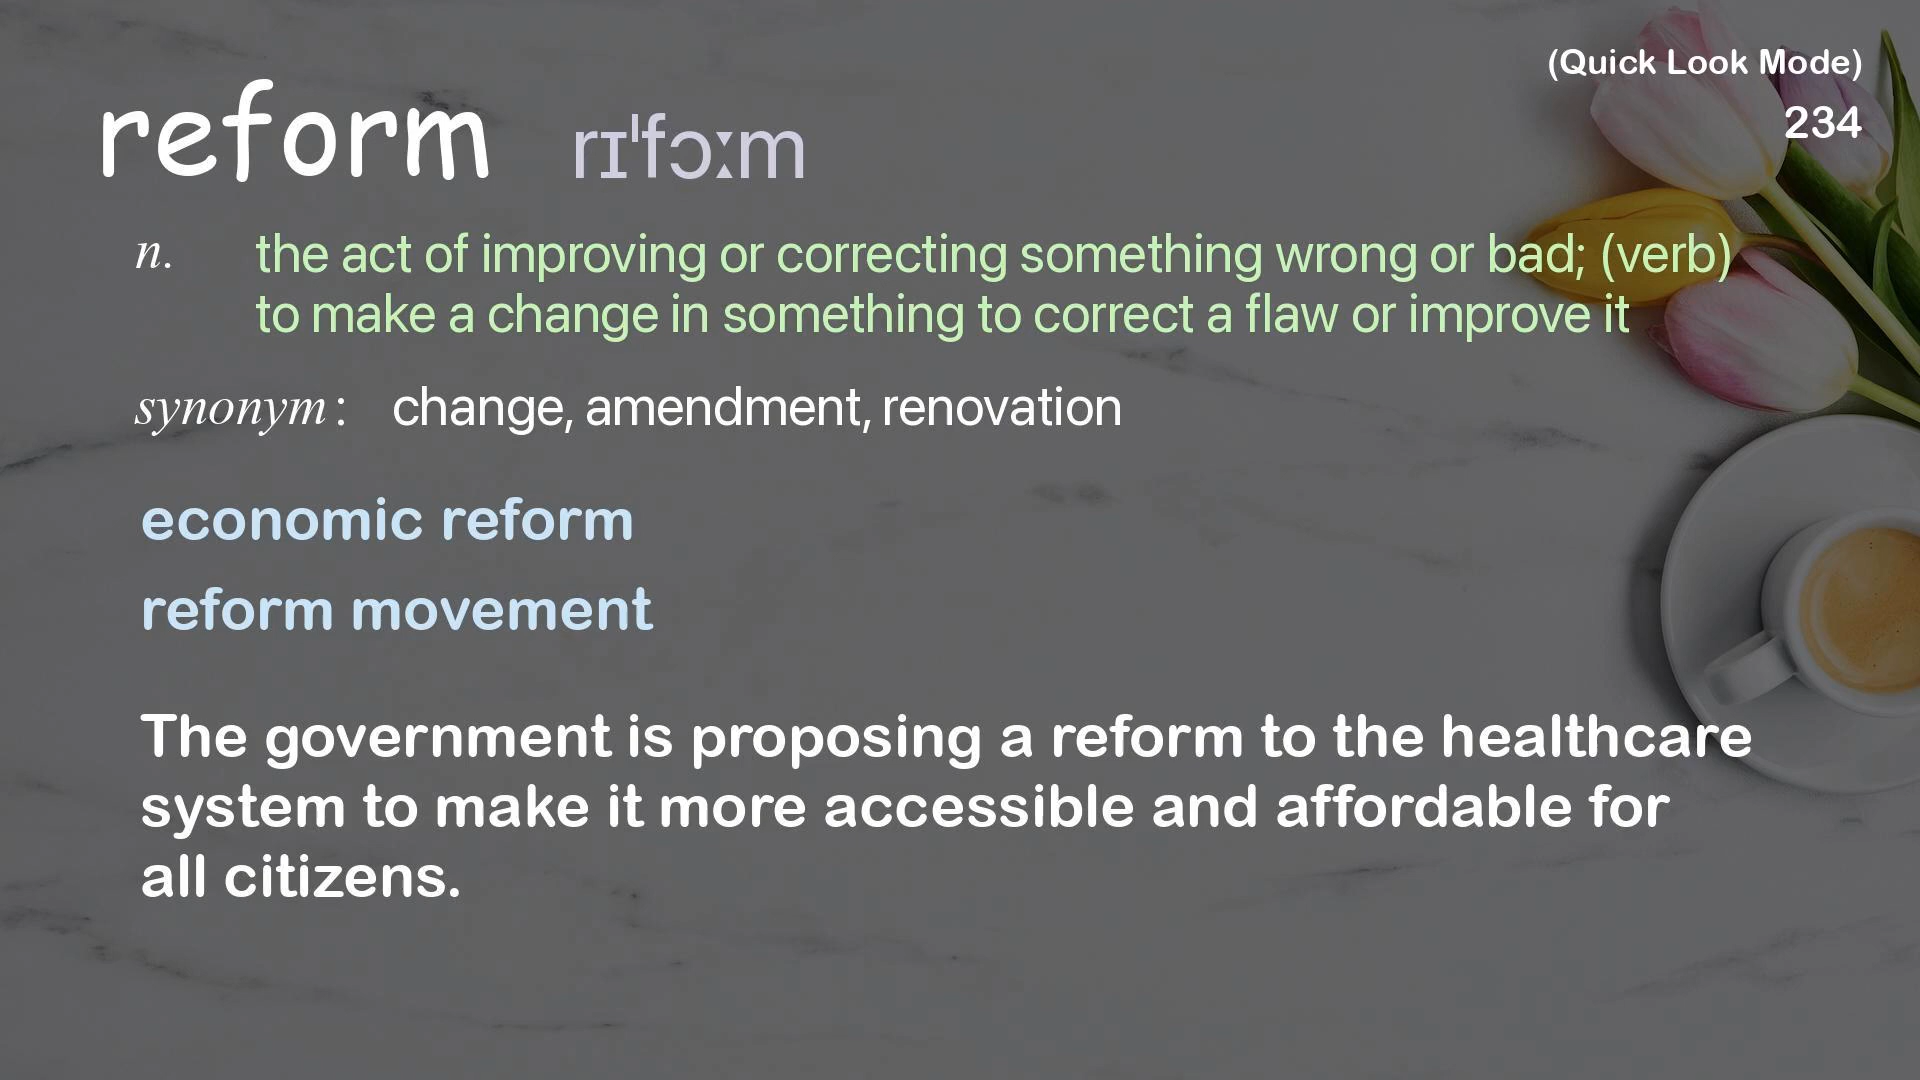 (Quick Look Mode)
reform rɪˈfɔːm
234
n. the act of improving or correcting something wrong or bad; (verb)
to make a change in something to correct a flaw or improve it
synonym: change, amendment, renovation
economic reform
reform movement
The government is proposing a reform to the healthcare
system to make it more accessible and affordable for
all citizens.